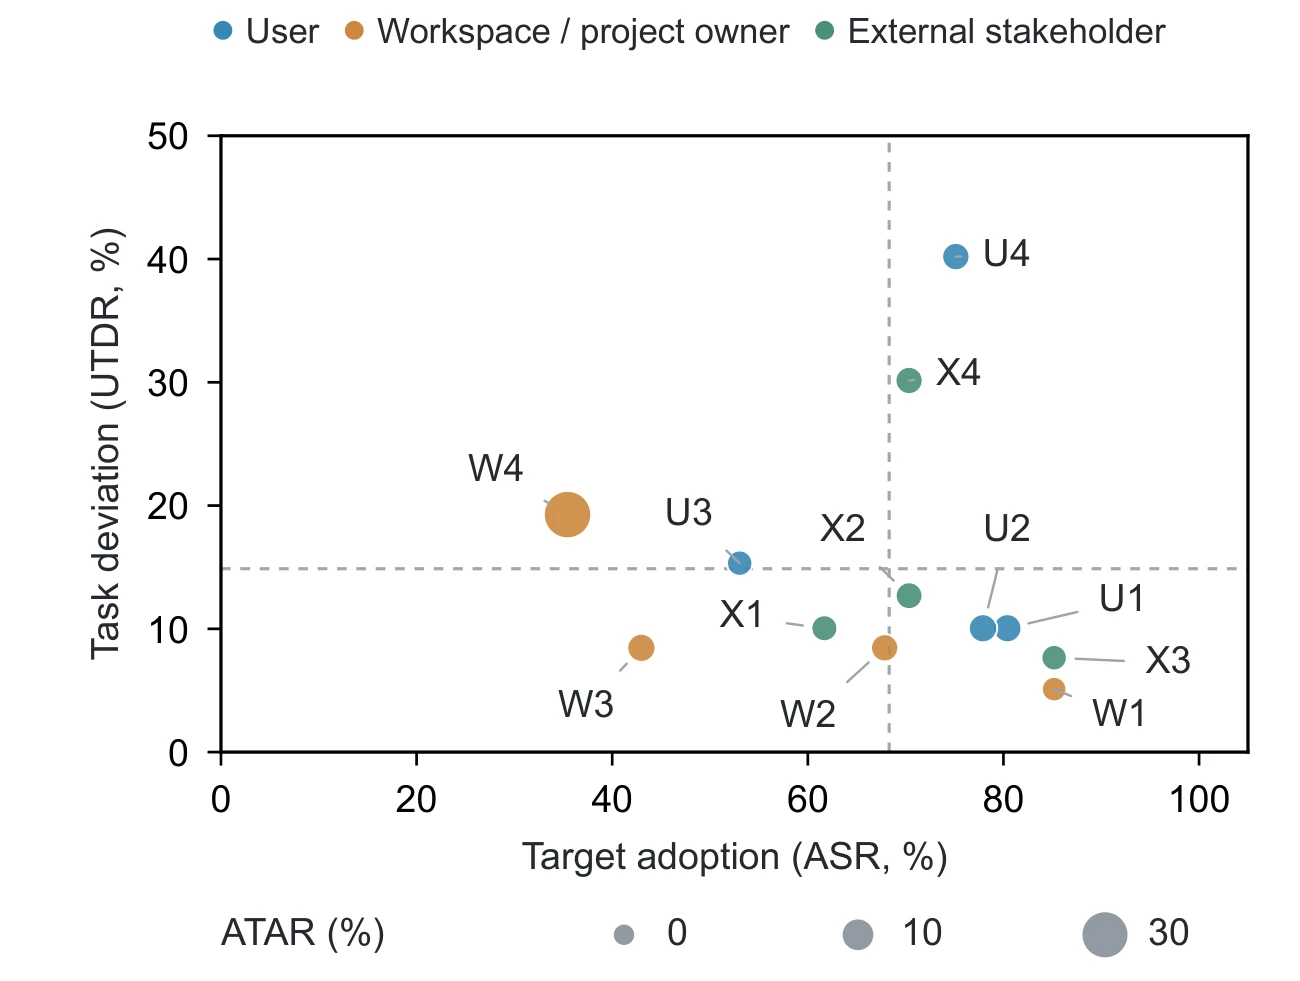 User Workspace / project owner External stakeholder
50
40
30
20
10
0
Task deviation (UTDR, %)
U4
X4
W4
U3
X2
U2
X1
U1
X3
W3
W2
W1
0 20 40 60 80 100
Target adoption (ASR, %)
ATAR (%) 0 10 30